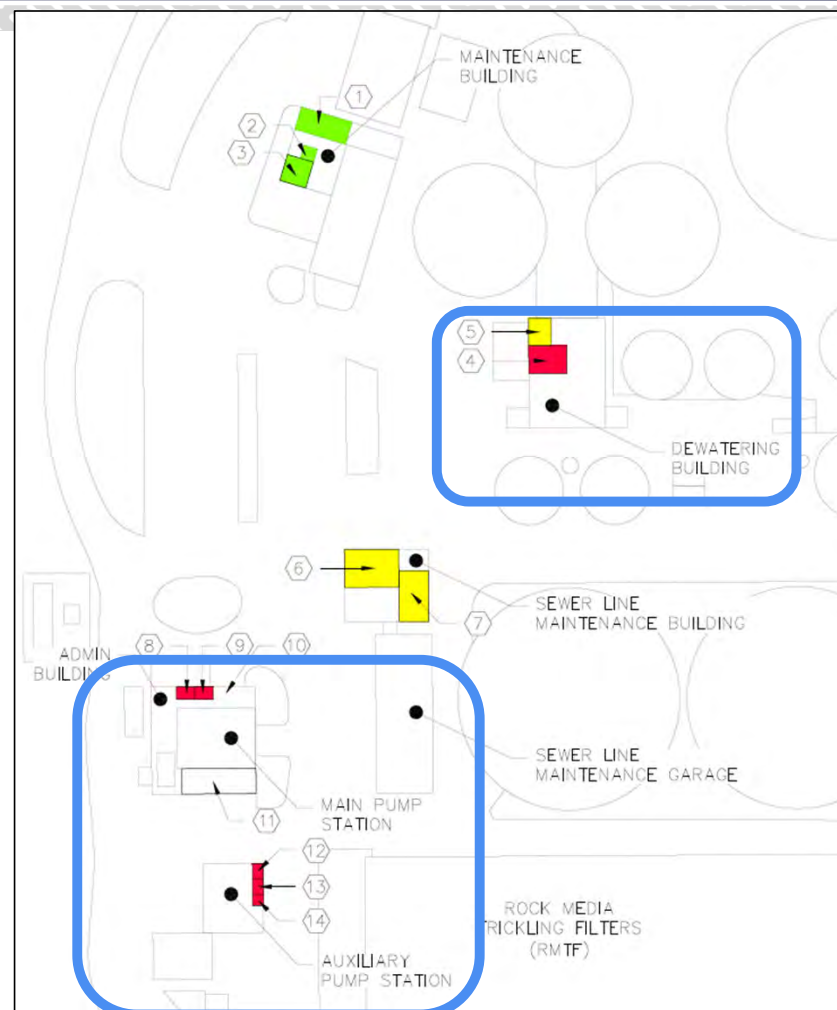 MAINTENANCE
BUILDING
1
2
3
5
4
DEWATERING
BUILDING
6
7
SEWER LINE
MAINTENANCE BUILDING
8
9
10
ADMIN
BUILDING
SEWER LINE
MAINTENANCE GARAGE
MAIN PUMP
STATION
11
12
13
14
ROCK MEDIA
TRICKLING FILTERS
(RMTF)
AUXILIARY
PUMP STATION